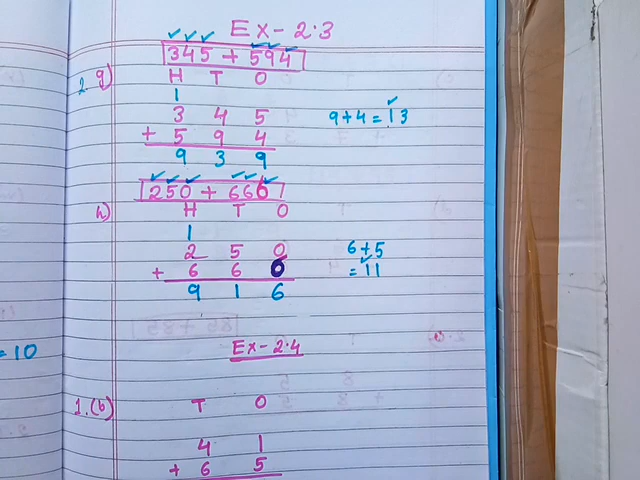 Ex - 2.3
345 + 594
2. g) H T O
1
3 4 5 9+4=13
+ 5 9 4
9 3 9
250 + 666
h) H T O
1
2 5 0 6+5
+ 6 6 6 =11
9 1 6
=10
Ex - 2.4
1.(b) T O
4 1
+ 6 5